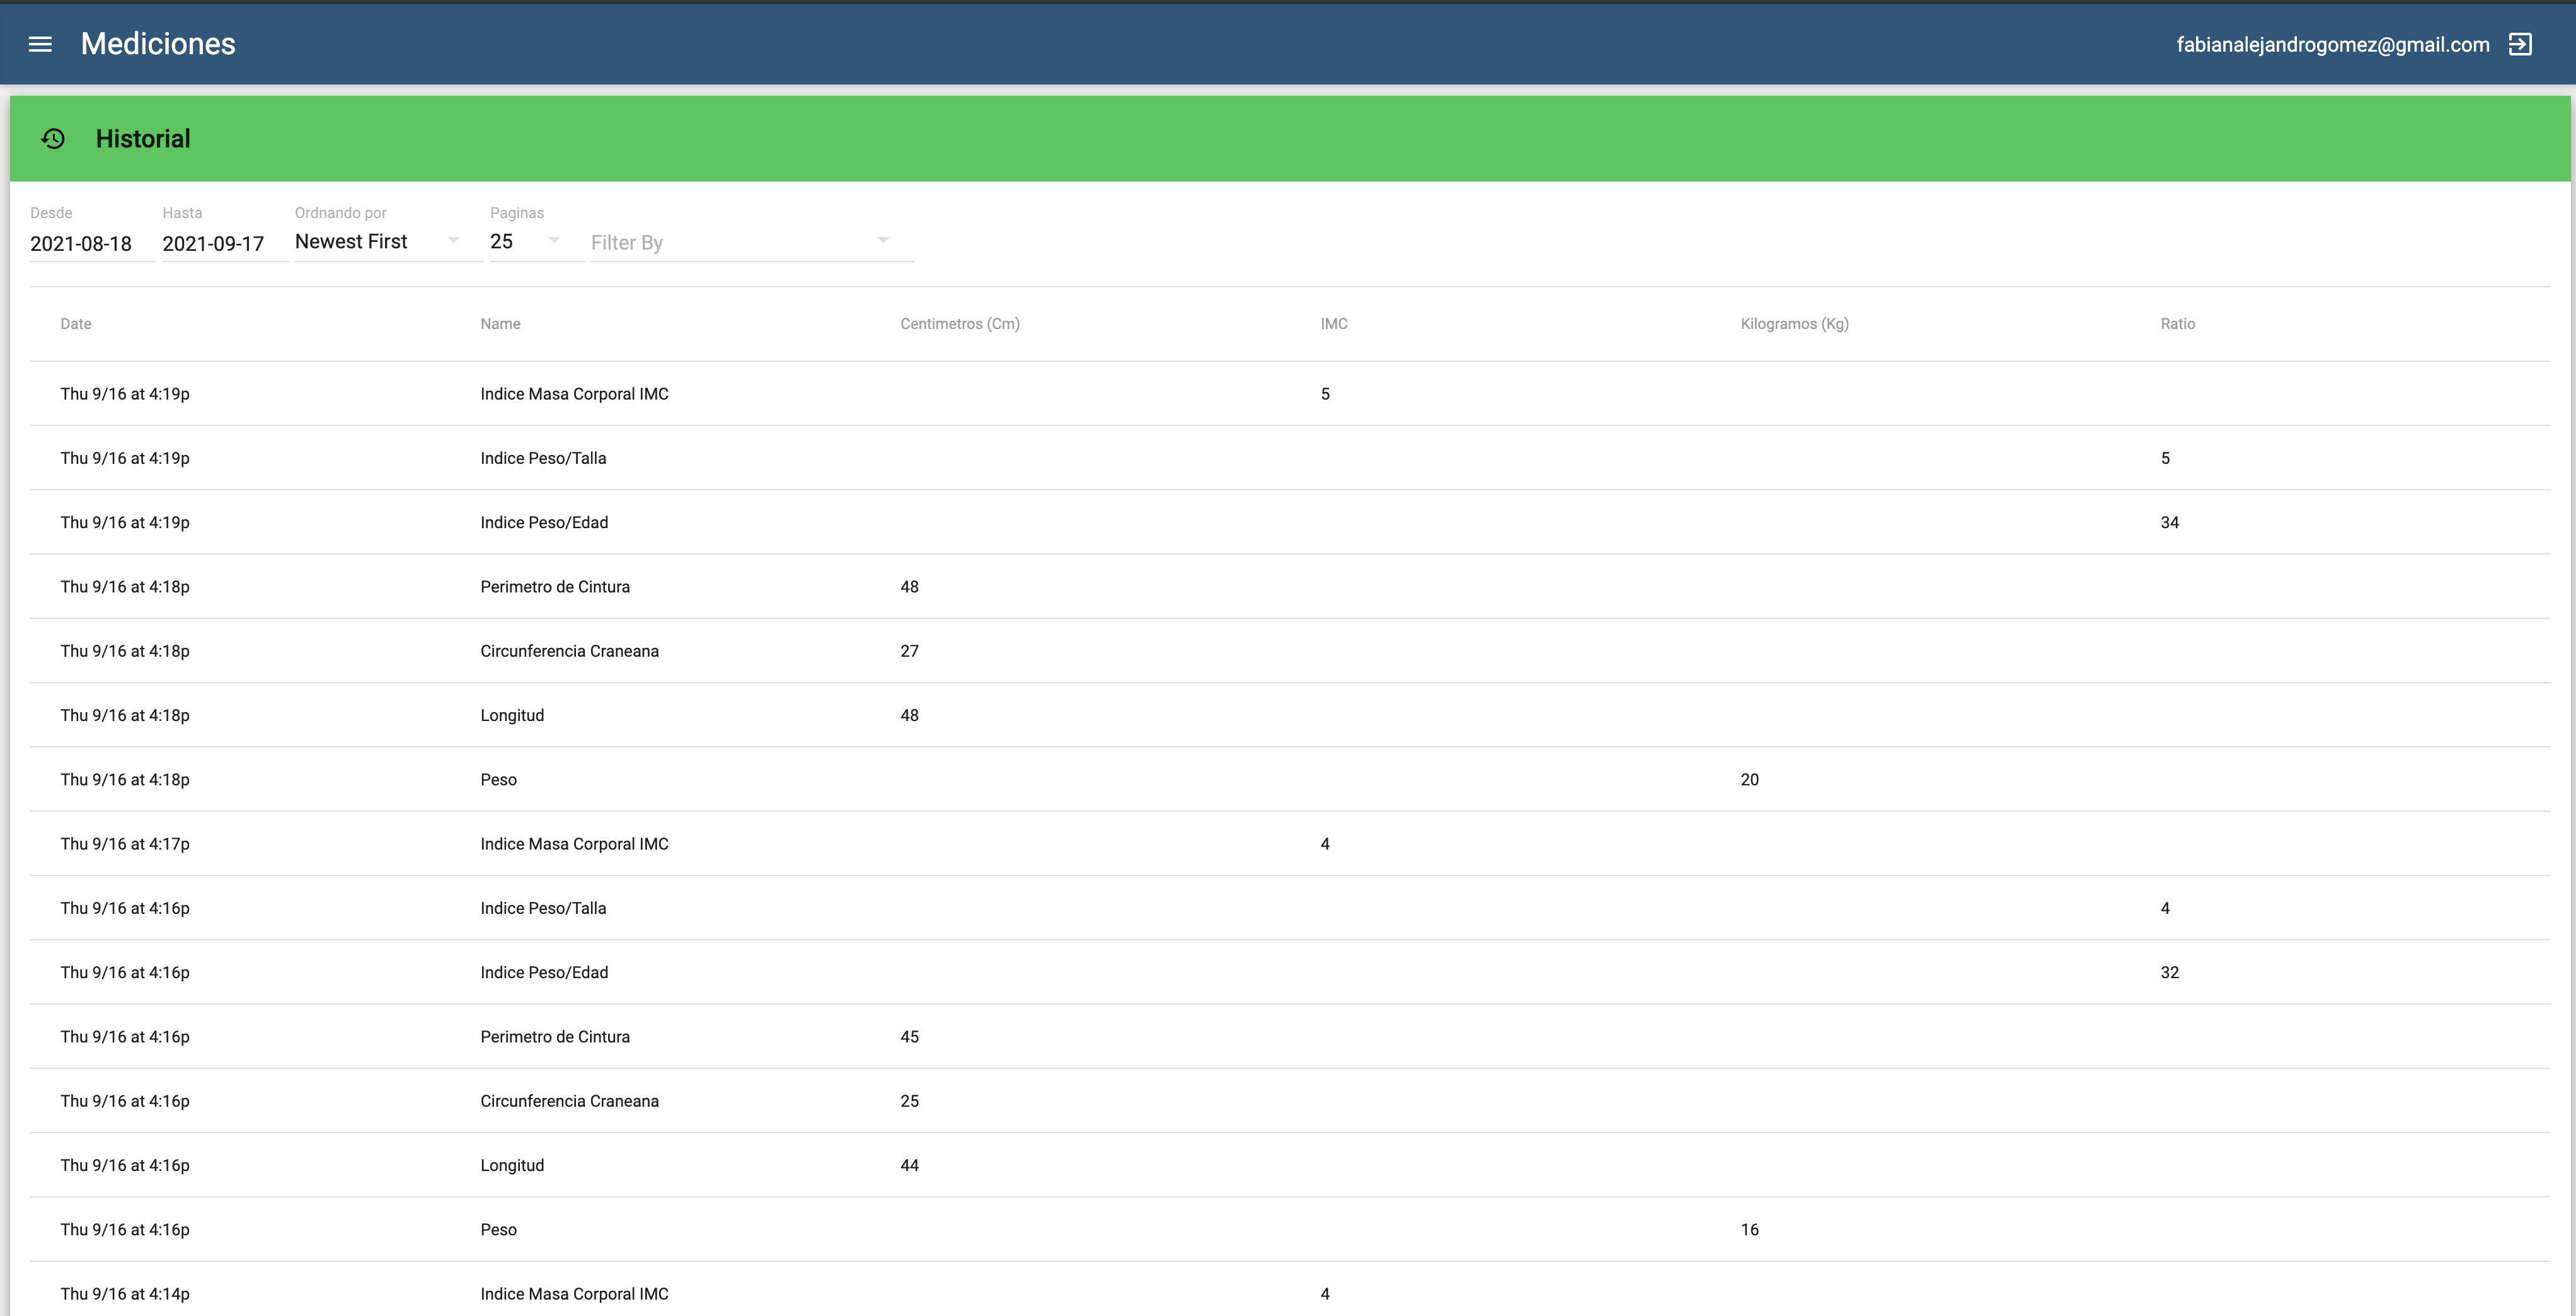 Mediciones fabianalejandrogomez@gmail.com
Historial
Desde Hasta Ordnando por Paginas
2021-08-18 2021-09-17 Newest First 25 Filter By
Date Name Centimetros (Cm) IMC Kilogramos (Kg) Ratio
Thu 9/16 at 4:19p Indice Masa Corporal IMC 5
Thu 9/16 at 4:19p Indice Peso/Talla 5
Thu 9/16 at 4:19p Indice Peso/Edad 34
Thu 9/16 at 4:18p Perimetro de Cintura 48
Thu 9/16 at 4:18p Circunferencia Craneana 27
Thu 9/16 at 4:18p Longitud 48
Thu 9/16 at 4:18p Peso 20
Thu 9/16 at 4:17p Indice Masa Corporal IMC 4
Thu 9/16 at 4:16p Indice Peso/Talla 4
Thu 9/16 at 4:16p Indice Peso/Edad 32
Thu 9/16 at 4:16p Perimetro de Cintura 45
Thu 9/16 at 4:16p Circunferencia Craneana 25
Thu 9/16 at 4:16p Longitud 44
Thu 9/16 at 4:16p Peso 16
Thu 9/16 at 4:14p Indice Masa Corporal IMC 4